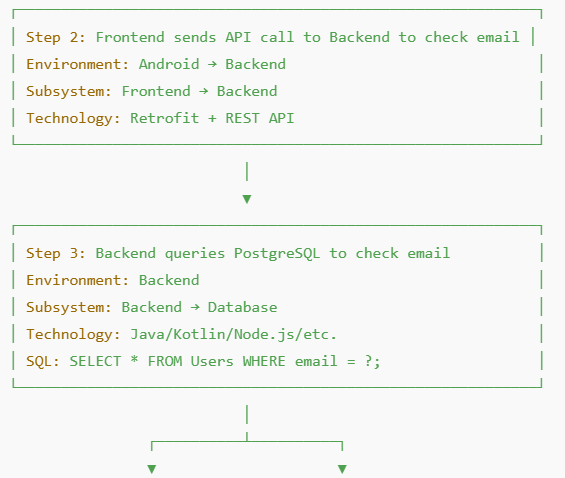 Step 2: Frontend sends API call to Backend to check email
Environment: Android → Backend
Subsystem: Frontend → Backend
Technology: Retrofit + REST API
Step 3: Backend queries PostgreSQL to check email
Environment: Backend
Subsystem: Backend → Database
Technology: Java/Kotlin/Node.js/etc.
SQL: SELECT * FROM Users WHERE email = ?;